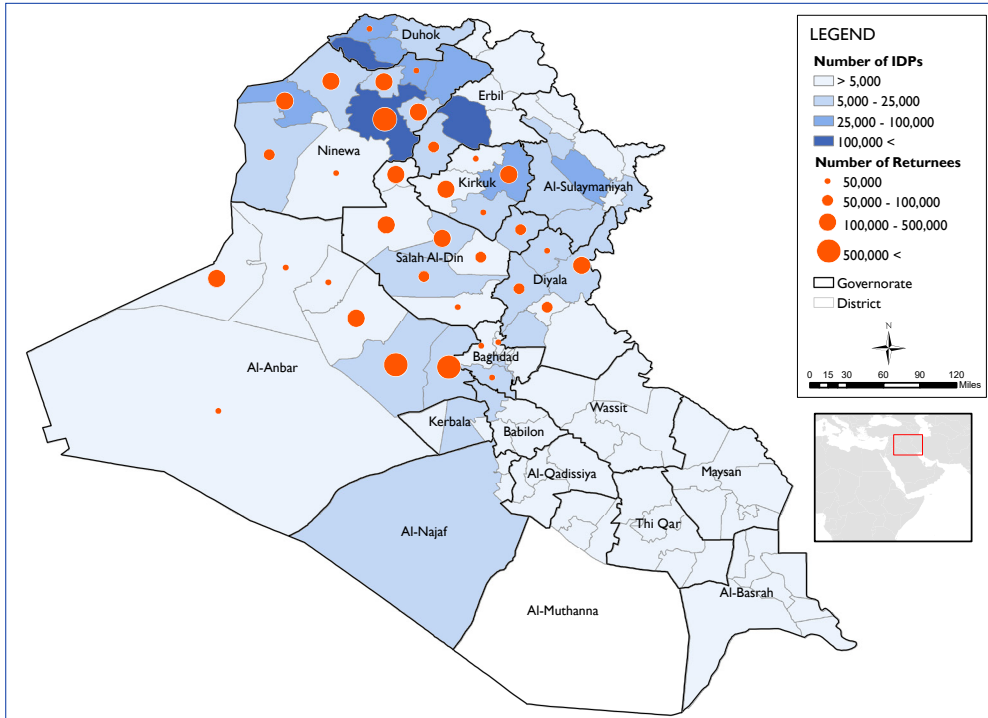 Duhok
Erbil
Ninewa
Kirkuk
Al-Sulaymaniyah
Salah Al-Din
Diyala
Al-Anbar
Baghdad
Wassit
Kerbala
Babilon
Al-Qadissiya
Maysan
Al-Najaf
Thi Qar
Al-Basrah
Al-Muthanna
LEGEND
Number of IDPs
> 5,000
5,000 - 25,000
25,000 - 100,000
100,000 <
Number of Returnees
50,000
50,000 - 100,000
100,000 - 500,000
500,000 <
Governorate
District
N
0 15 30 60 90 120
Miles